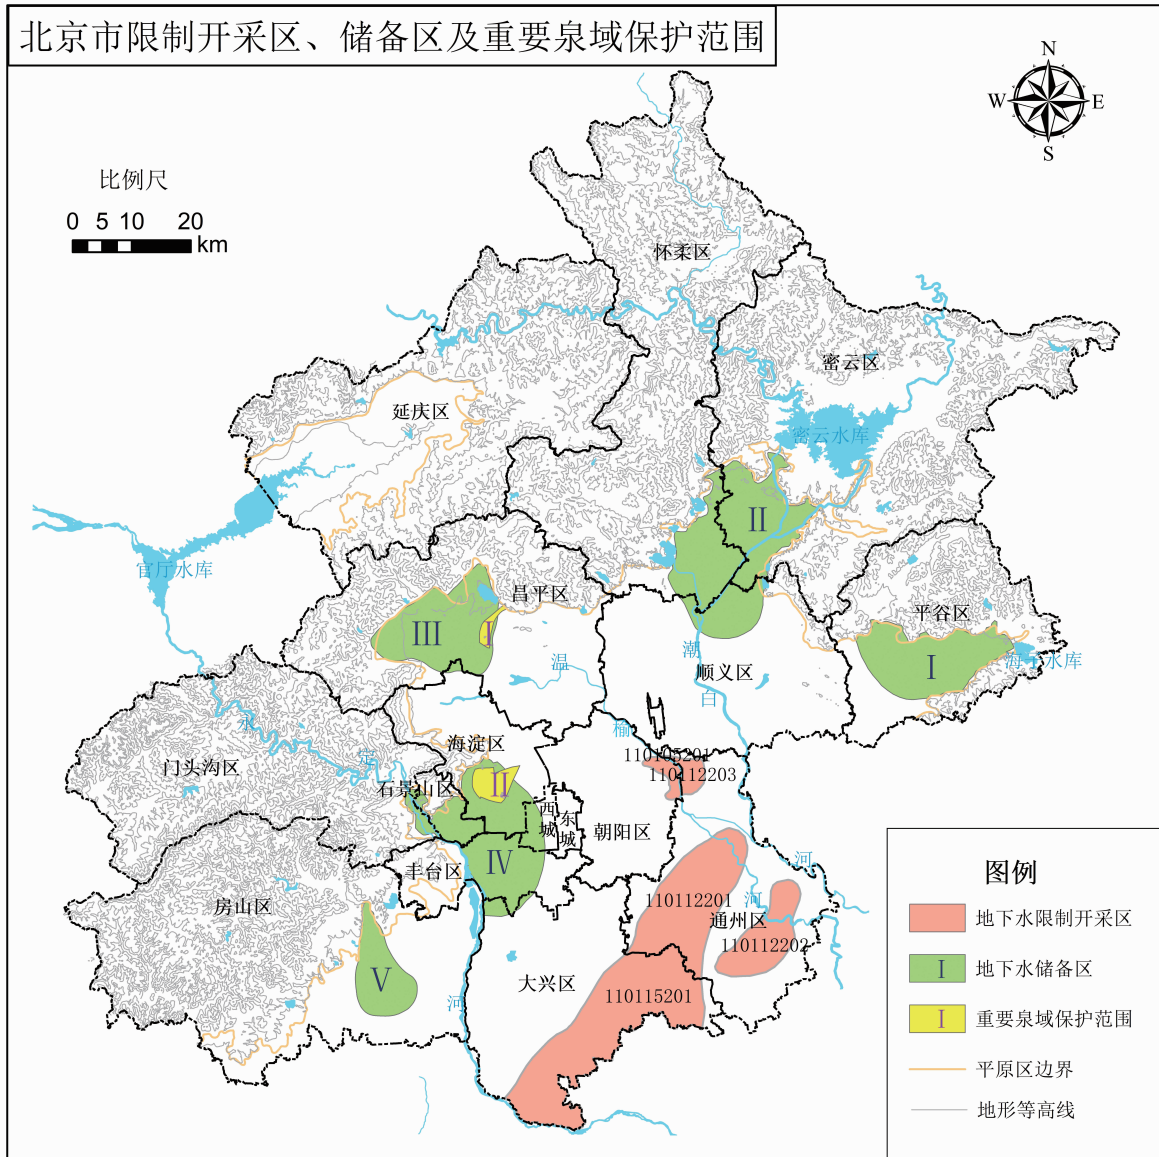 北京市限制开采区、储备区及重要泉域保护范围
N
W
E
S
比例尺
0 5 10 20
km
怀柔区
密云区
延庆区
密云水库
II
官厅水库
昌平区
平谷区
III
I
潮
温
顺义区
I
海子水库
白
永
榆
海淀区
定
110105201
门头沟区
110112203
石景山区
II
西城
东城
朝阳区
IV
丰台区
河
房山区
110112201
河
通州区
110112202
V
大兴区
110115201
河
图例
地下水限制开采区
I
地下水储备区
I
重要泉域保护范围
平原区边界
地形等高线